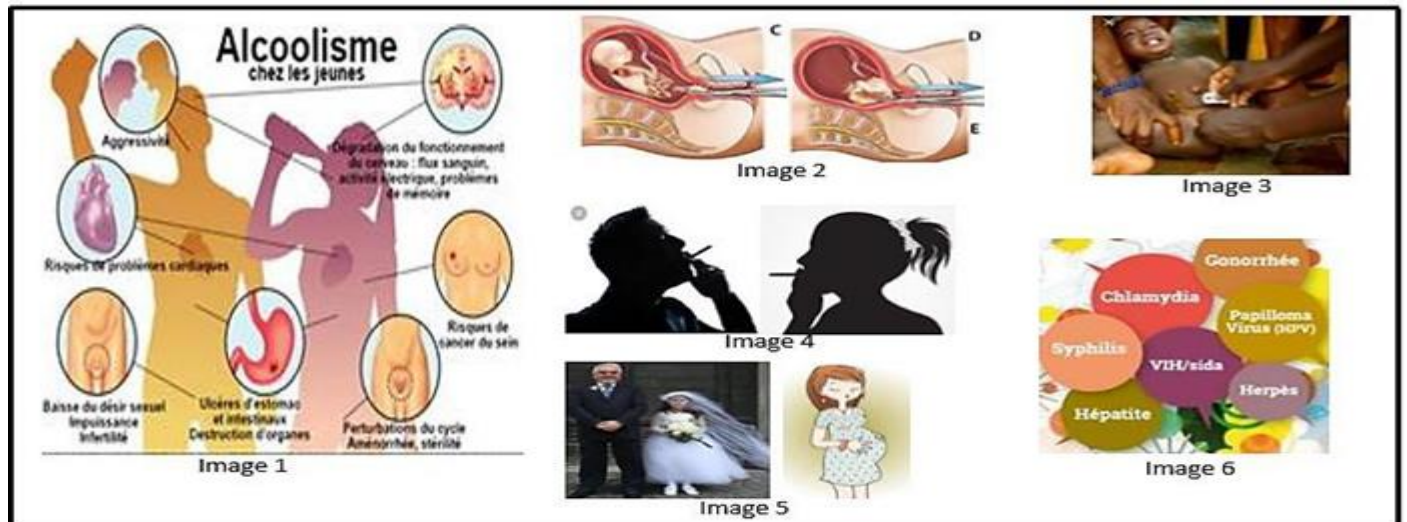 Alcoolisme
chez les jeunes
Aggressivité
Dégradation du fonctionnement
du cerveau : flux sanguin,
activité électrique, problèmes
de mémoire
Risques de problèmes cardiaques
Risques de
cancer du sein
Baisse du désir sexuel
Impuissance
Infertilité
Ulcères d'estomac
et intestinaux
Destruction d'organes
Perturbations du cycle
Aménorrhée, stérilité
Image 1
C
D
E
Image 2
Image 3
Image 4
Image 5
Gonorrhée
Chlamydia
Papilloma
Virus (HPV)
Syphilis
VIH/sida
Herpès
Hépatite
Image 6